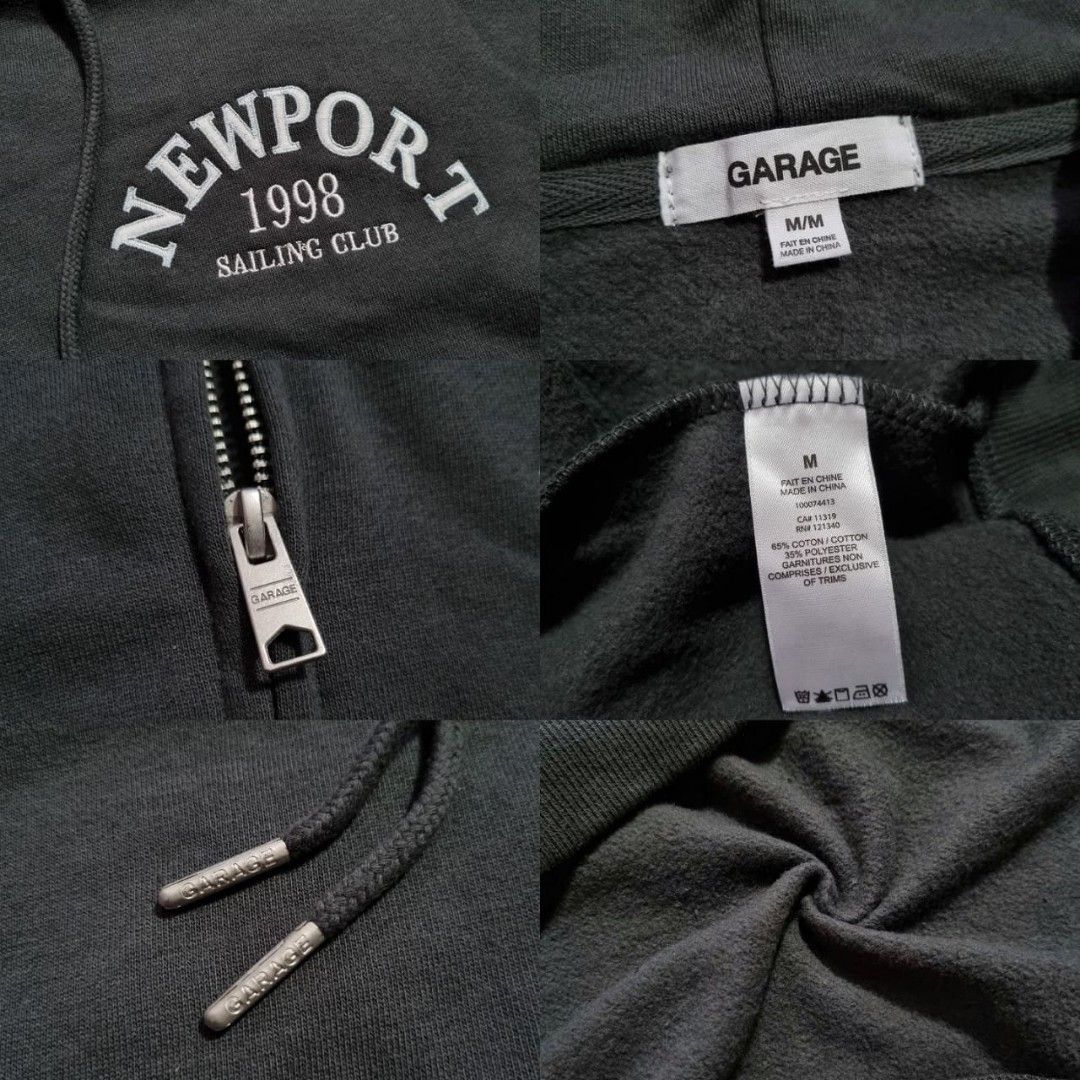 NEWPORT
1998
SAILING CLUB
GARAGE
M/M
FAIT EN CHINE
MADE IN CHINA
GARAGE
M
FAIT EN CHINE
MADE IN CHINA
100074413
CA# 11319
RN# 121340
65% COTON / COTTON
35% POLYESTER
GARNITURES NON
COMPRISES / EXCLUSIVE
OF TRIMS
GARAGE
GARAGE